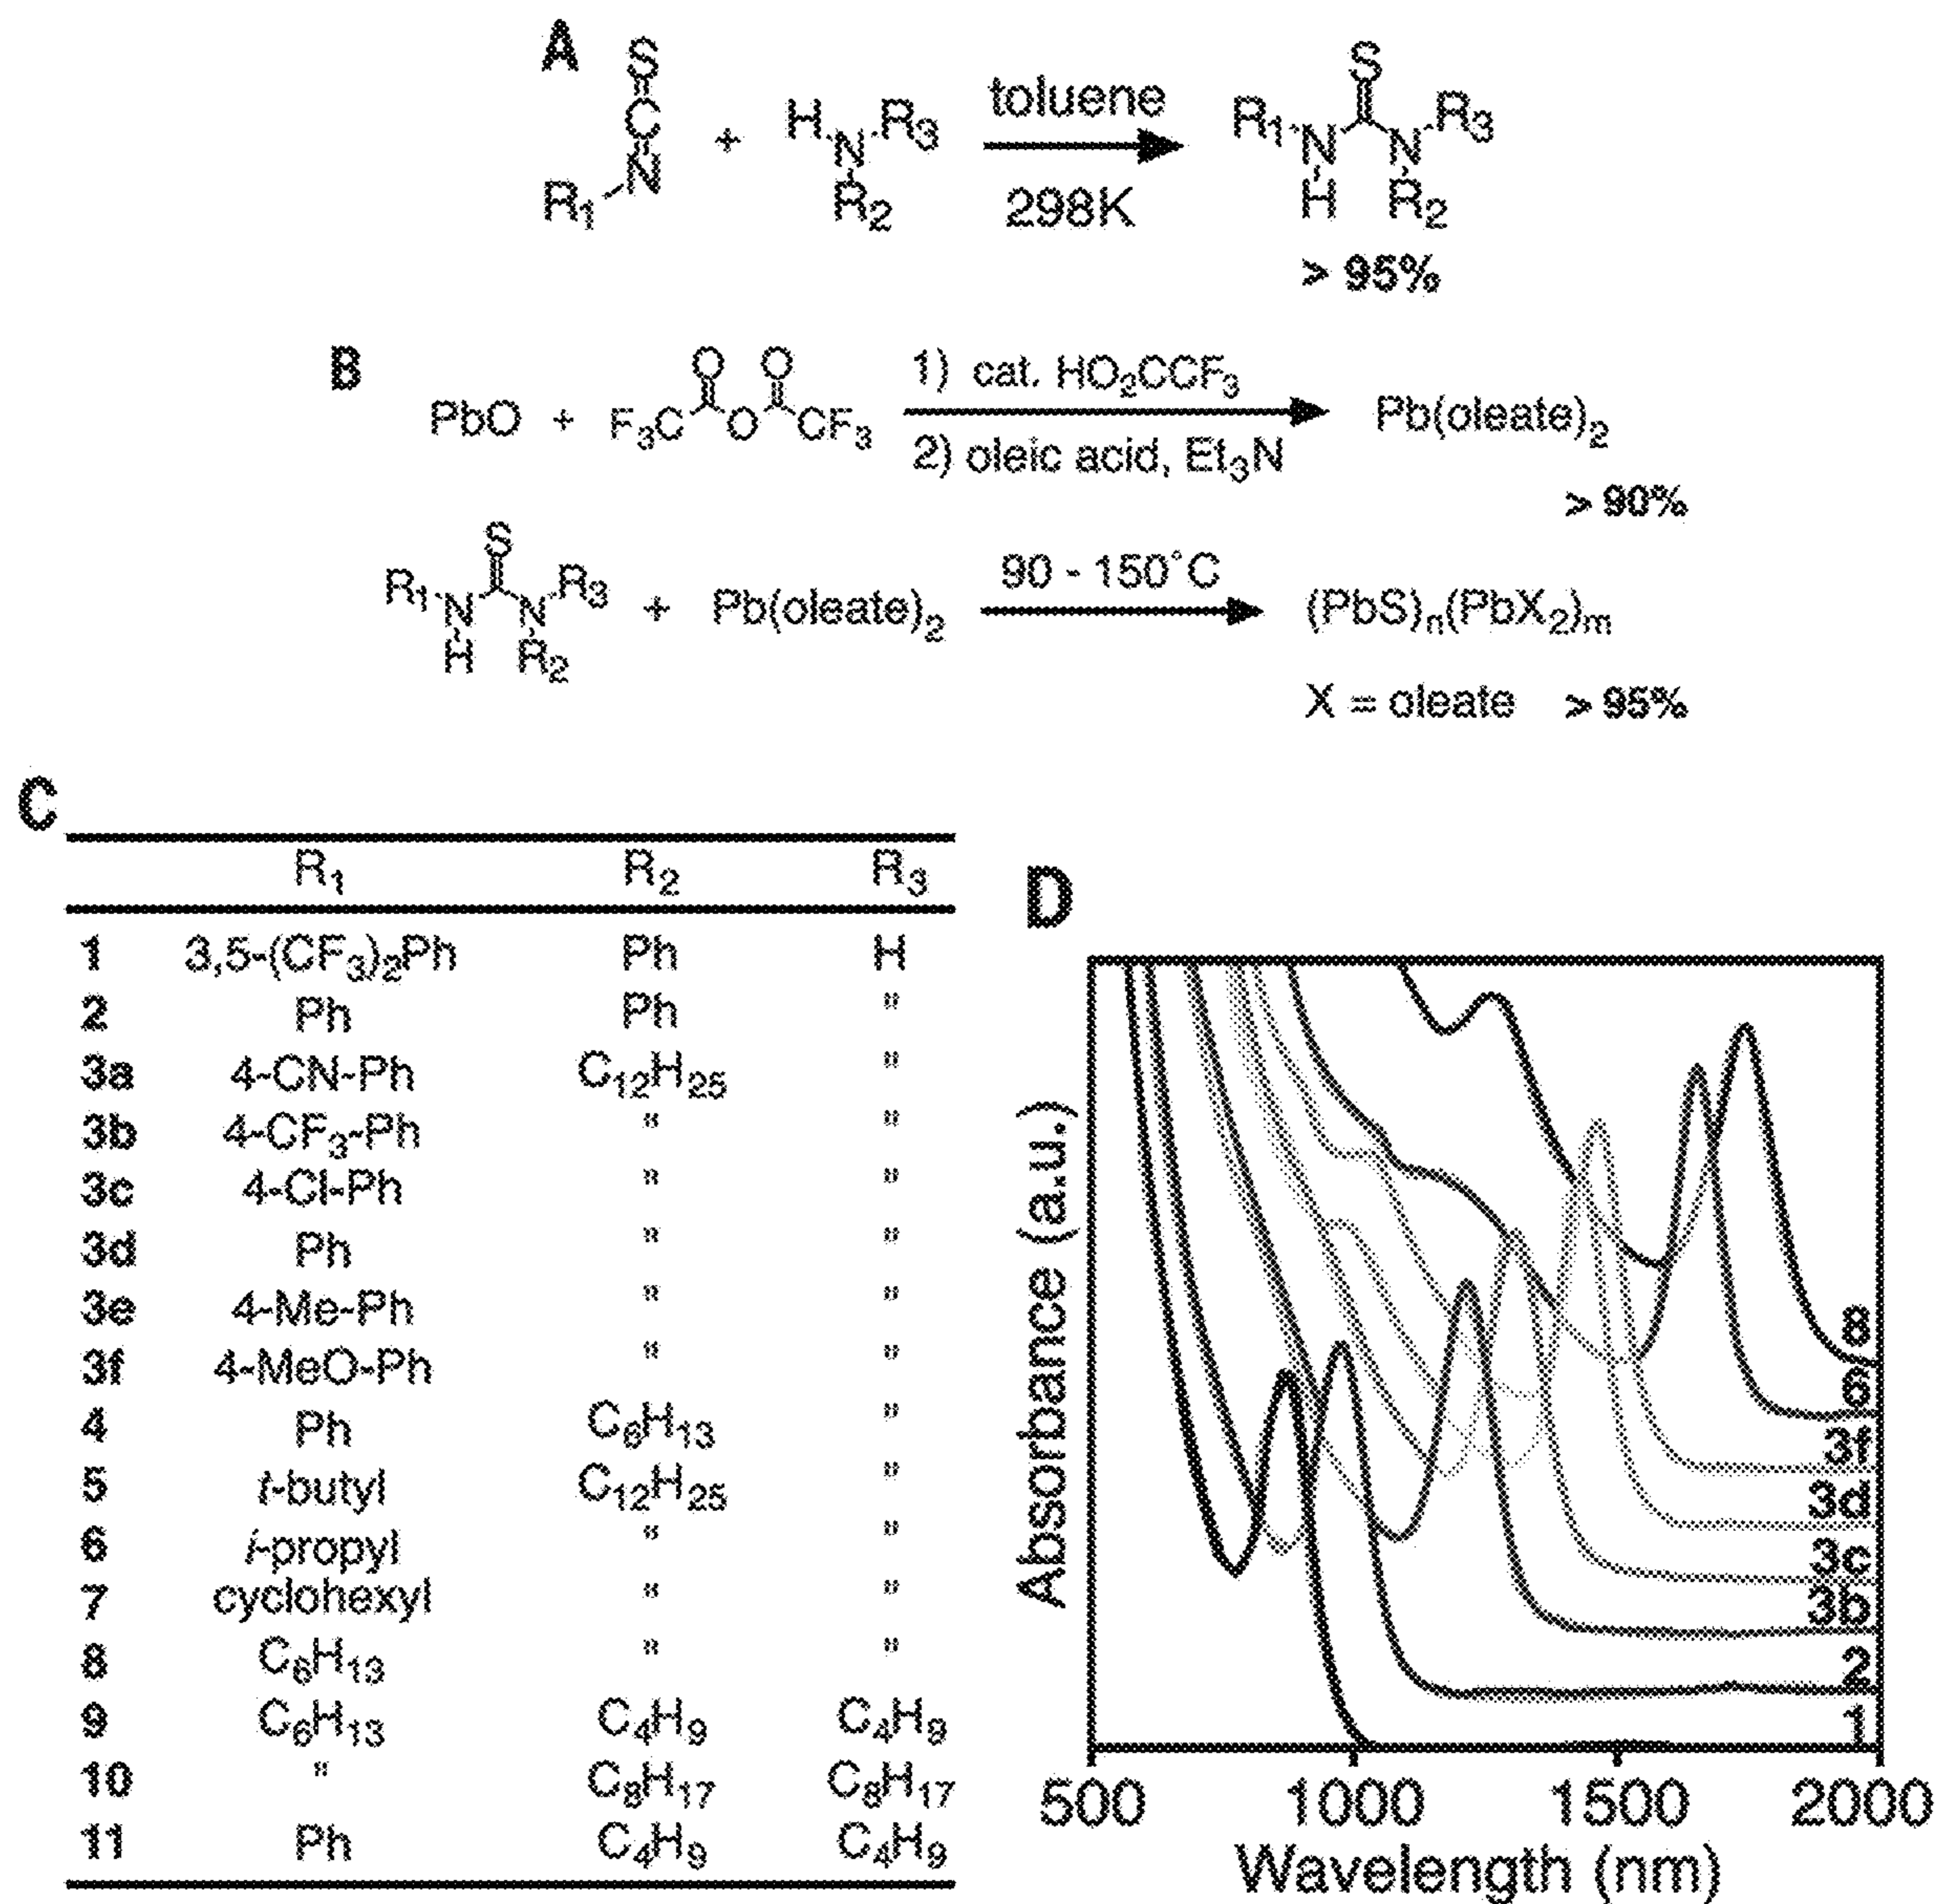 A
S
C
N
R₁
+
H
N
R₃
R₂
toluene
298K
S
R₁
N
H
N
R₃
R₂
> 95%
B
PbO + F₃C O O O CF₃
1) cat. HO₂CCF₃
2) oleic acid, Et₃N
Pb(oleate)₂
> 90%
S
R₁
N
H
N
R₃
R₂
+ Pb(oleate)₂
90 - 150°C
(PbS)ₙ(PbX₂)ₘ
X = oleate > 95%
C
R₁ R₂ R₃
1 3,5-(CF₃)₂Ph Ph H
2 Ph Ph "
3a 4-CN-Ph C₁₂H₂₅ "
3b 4-CF₃-Ph " "
3c 4-Cl-Ph " "
3d Ph " "
3e 4-Me-Ph " "
3f 4-MeO-Ph " "
4 Ph C₆H₁₃ "
5 t-butyl C₁₂H₂₅ "
6 i-propyl " "
7 cyclohexyl " "
8 C₆H₁₃ " "
9 C₆H₁₃ C₄H₉ C₄H₉
10 " C₈H₁₇ C₈H₁₇
11 Ph C₄H₉ C₄H₉
D
Absorbance (a.u.)
8
6
3f
3d
3c
3b
2
1
500 1000 1500 2000
Wavelength (nm)